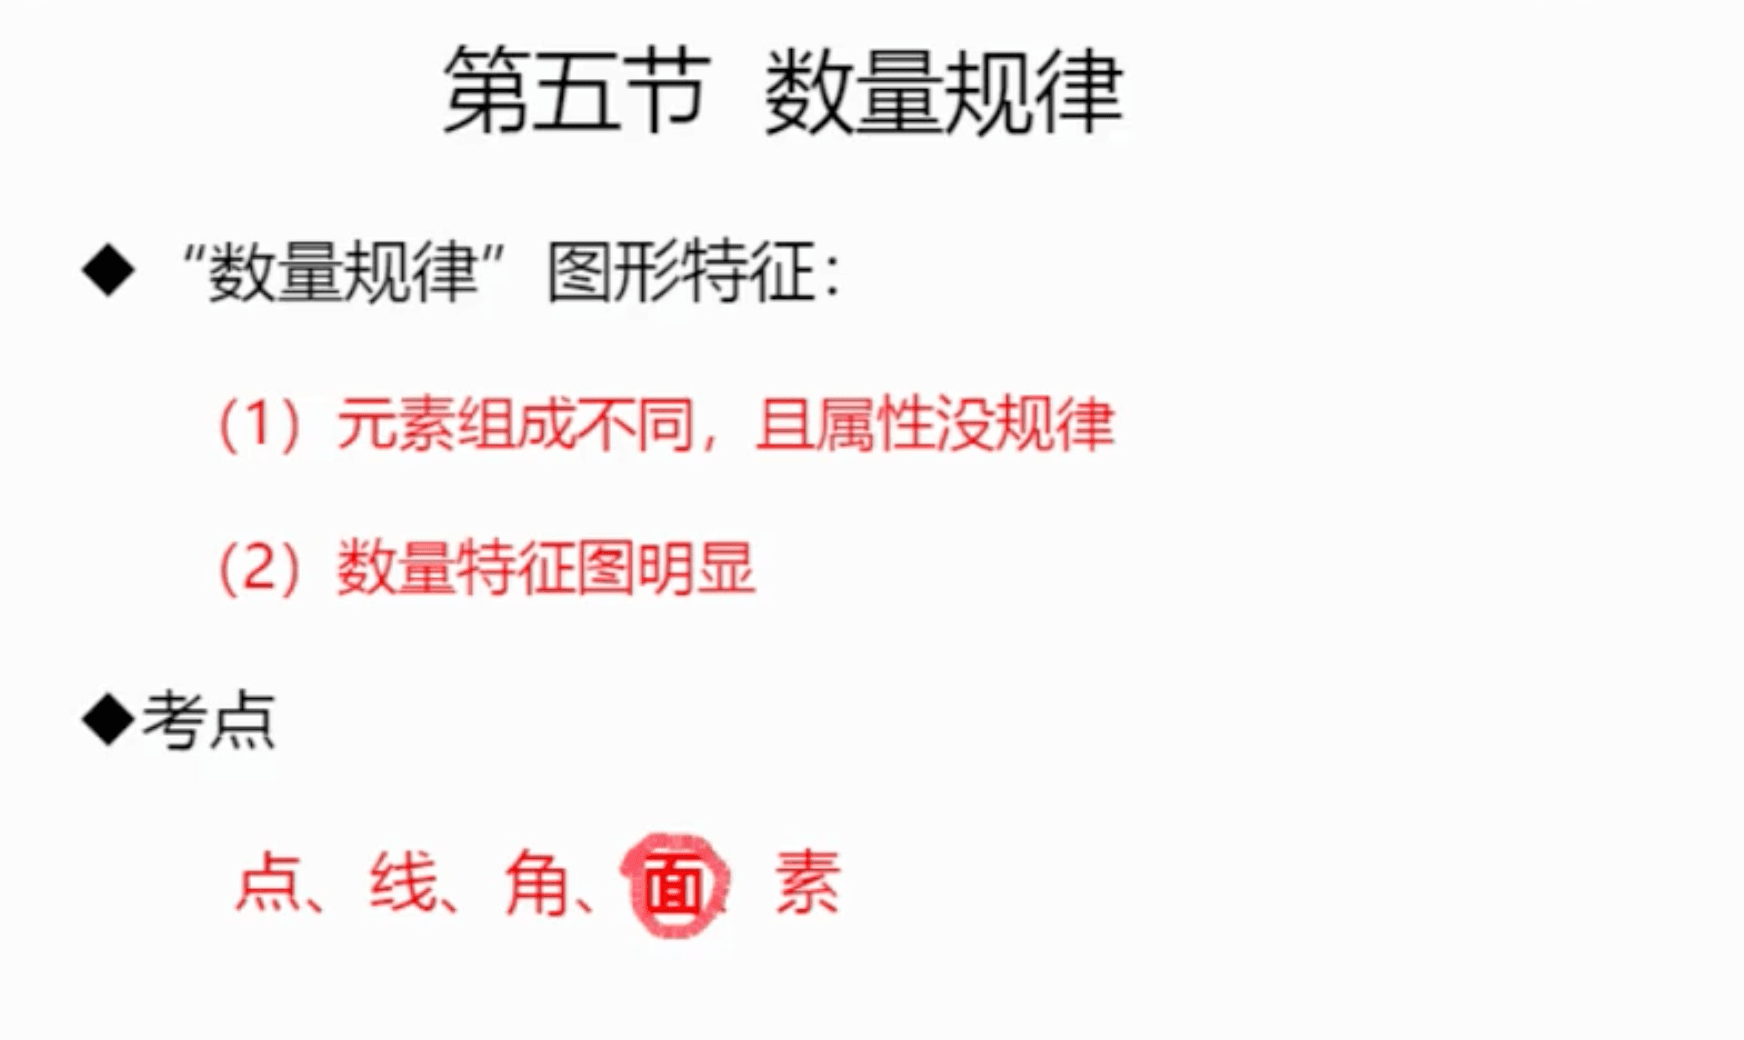 第五节 数量规律
◆ “数量规律”图形特征：
（1）元素组成不同，且属性没规律
（2）数量特征图明显
◆考点
点、线、角、面、素